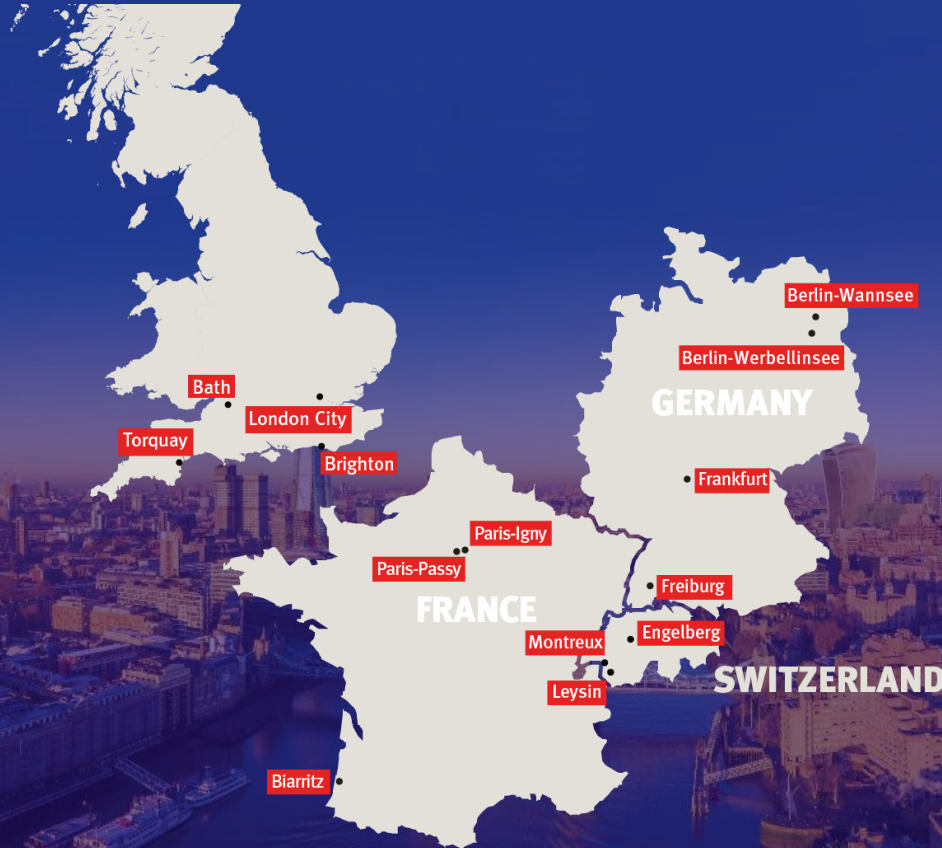 Berlin-Wannsee
Berlin-Werbellinsee
Bath
GERMANY
London City
Torquay
Brighton
Frankfurt
Paris-Igny
Paris-Passy
Freiburg
FRANCE
Engelberg
Montreux
SWITZERLAND
Leysin
Biarritz